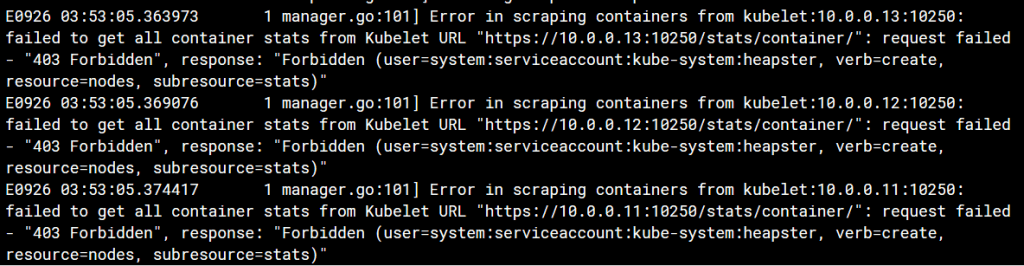 E0926 03:53:05.363973       1 manager.go:101] Error in scraping containers from kubelet:10.0.0.13:10250:
failed to get all container stats from Kubelet URL "https://10.0.0.13:10250/stats/container/": request failed
- "403 Forbidden", response: "Forbidden (user=system:serviceaccount:kube-system:heapster, verb=create,
resource=nodes, subresource=stats)"
E0926 03:53:05.369076       1 manager.go:101] Error in scraping containers from kubelet:10.0.0.12:10250:
failed to get all container stats from Kubelet URL "https://10.0.0.12:10250/stats/container/": request failed
- "403 Forbidden", response: "Forbidden (user=system:serviceaccount:kube-system:heapster, verb=create,
resource=nodes, subresource=stats)"
E0926 03:53:05.374417       1 manager.go:101] Error in scraping containers from kubelet:10.0.0.11:10250:
failed to get all container stats from Kubelet URL "https://10.0.0.11:10250/stats/container/": request failed
- "403 Forbidden", response: "Forbidden (user=system:serviceaccount:kube-system:heapster, verb=create,
resource=nodes, subresource=stats)"